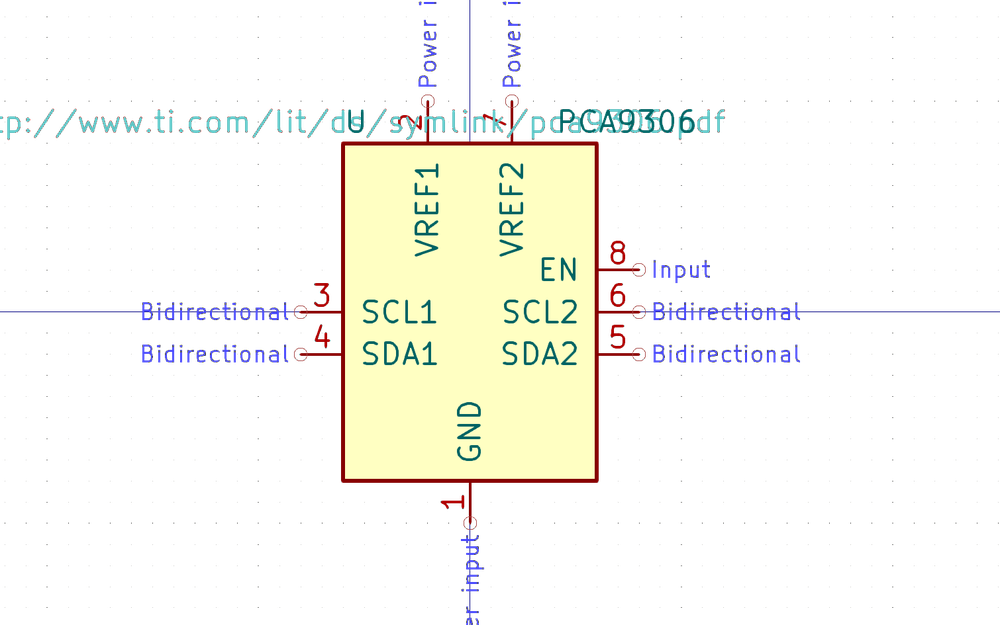 Power i
Power i
tp://www.ti.com/lit/ds/symlink/pca9306.pdf
U
2
7
PCA9306
VREF1
VREF2
8
EN
Input
3
6
Bidirectional
SCL1
SCL2
Bidirectional
4
5
Bidirectional
SDA1
SDA2
Bidirectional
GND
1
er input